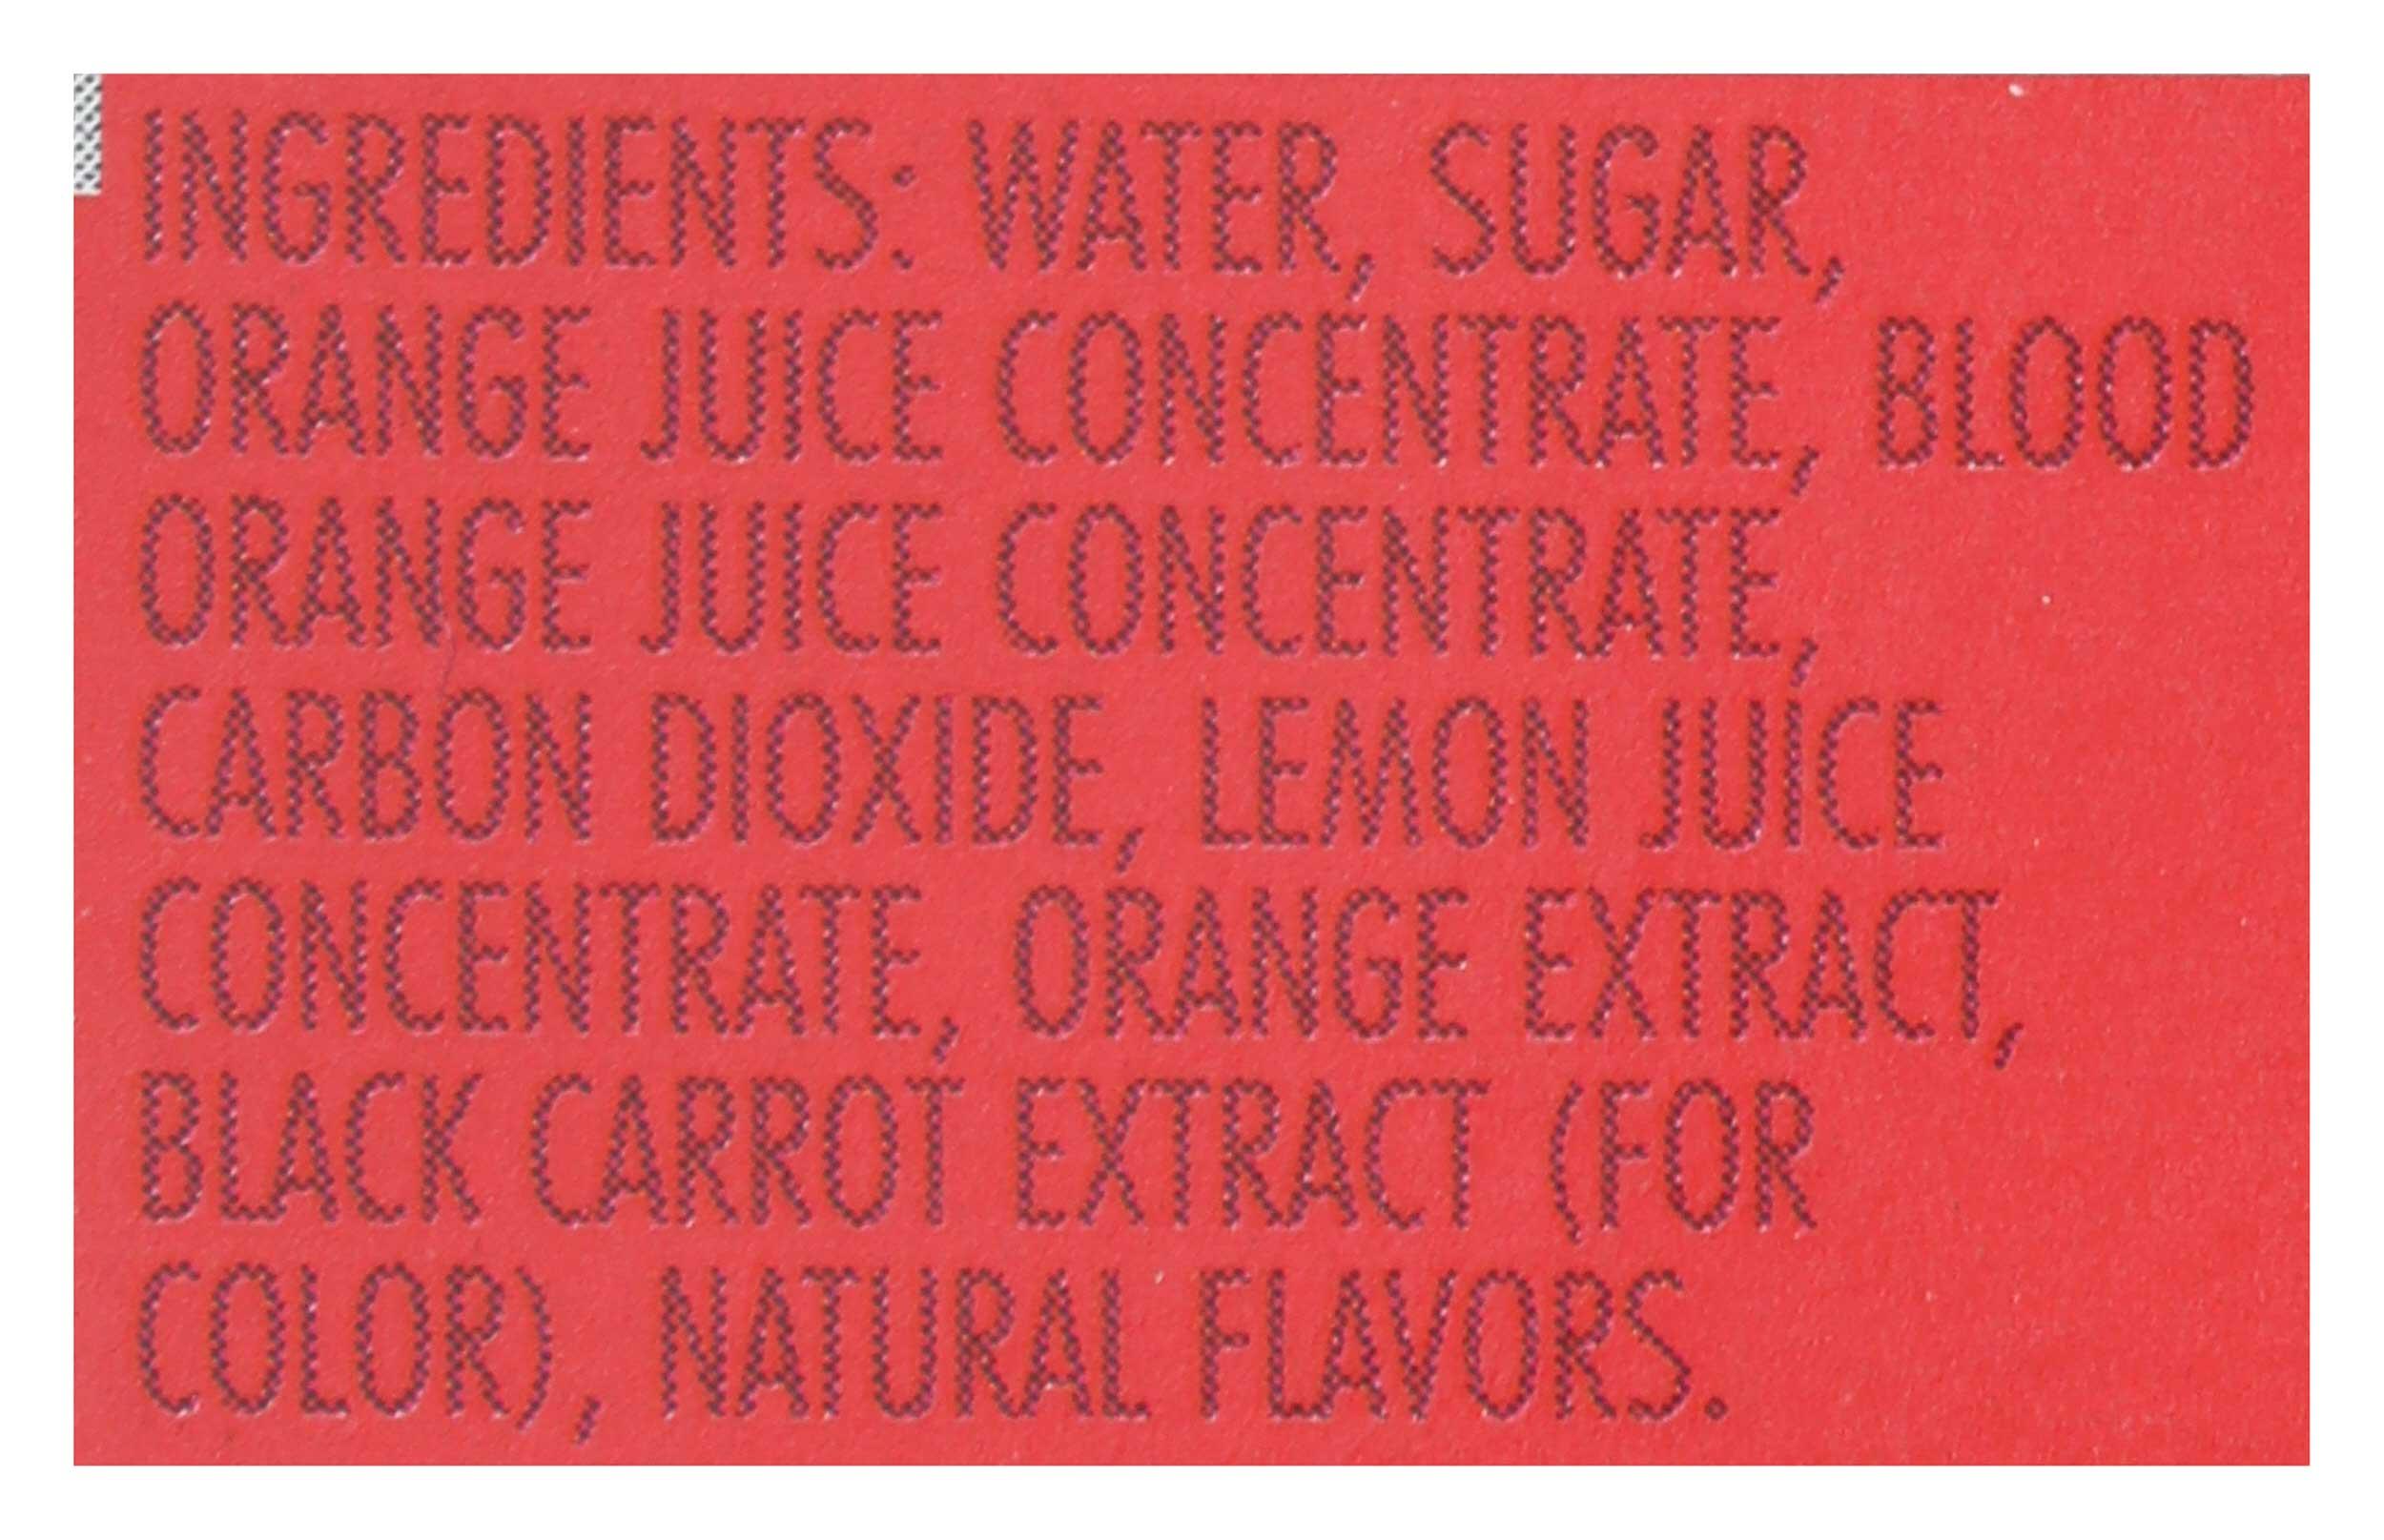 INGREDIENTS: WATER, SUGAR,
ORANGE JUICE CONCENTRATE, BLOOD
ORANGE JUICE CONCENTRATE,
CARBON DIOXIDE, LEMON JUICE
CONCENTRATE, ORANGE EXTRACT,
BLACK CARROT EXTRACT (FOR
COLOR), NATURAL FLAVORS.